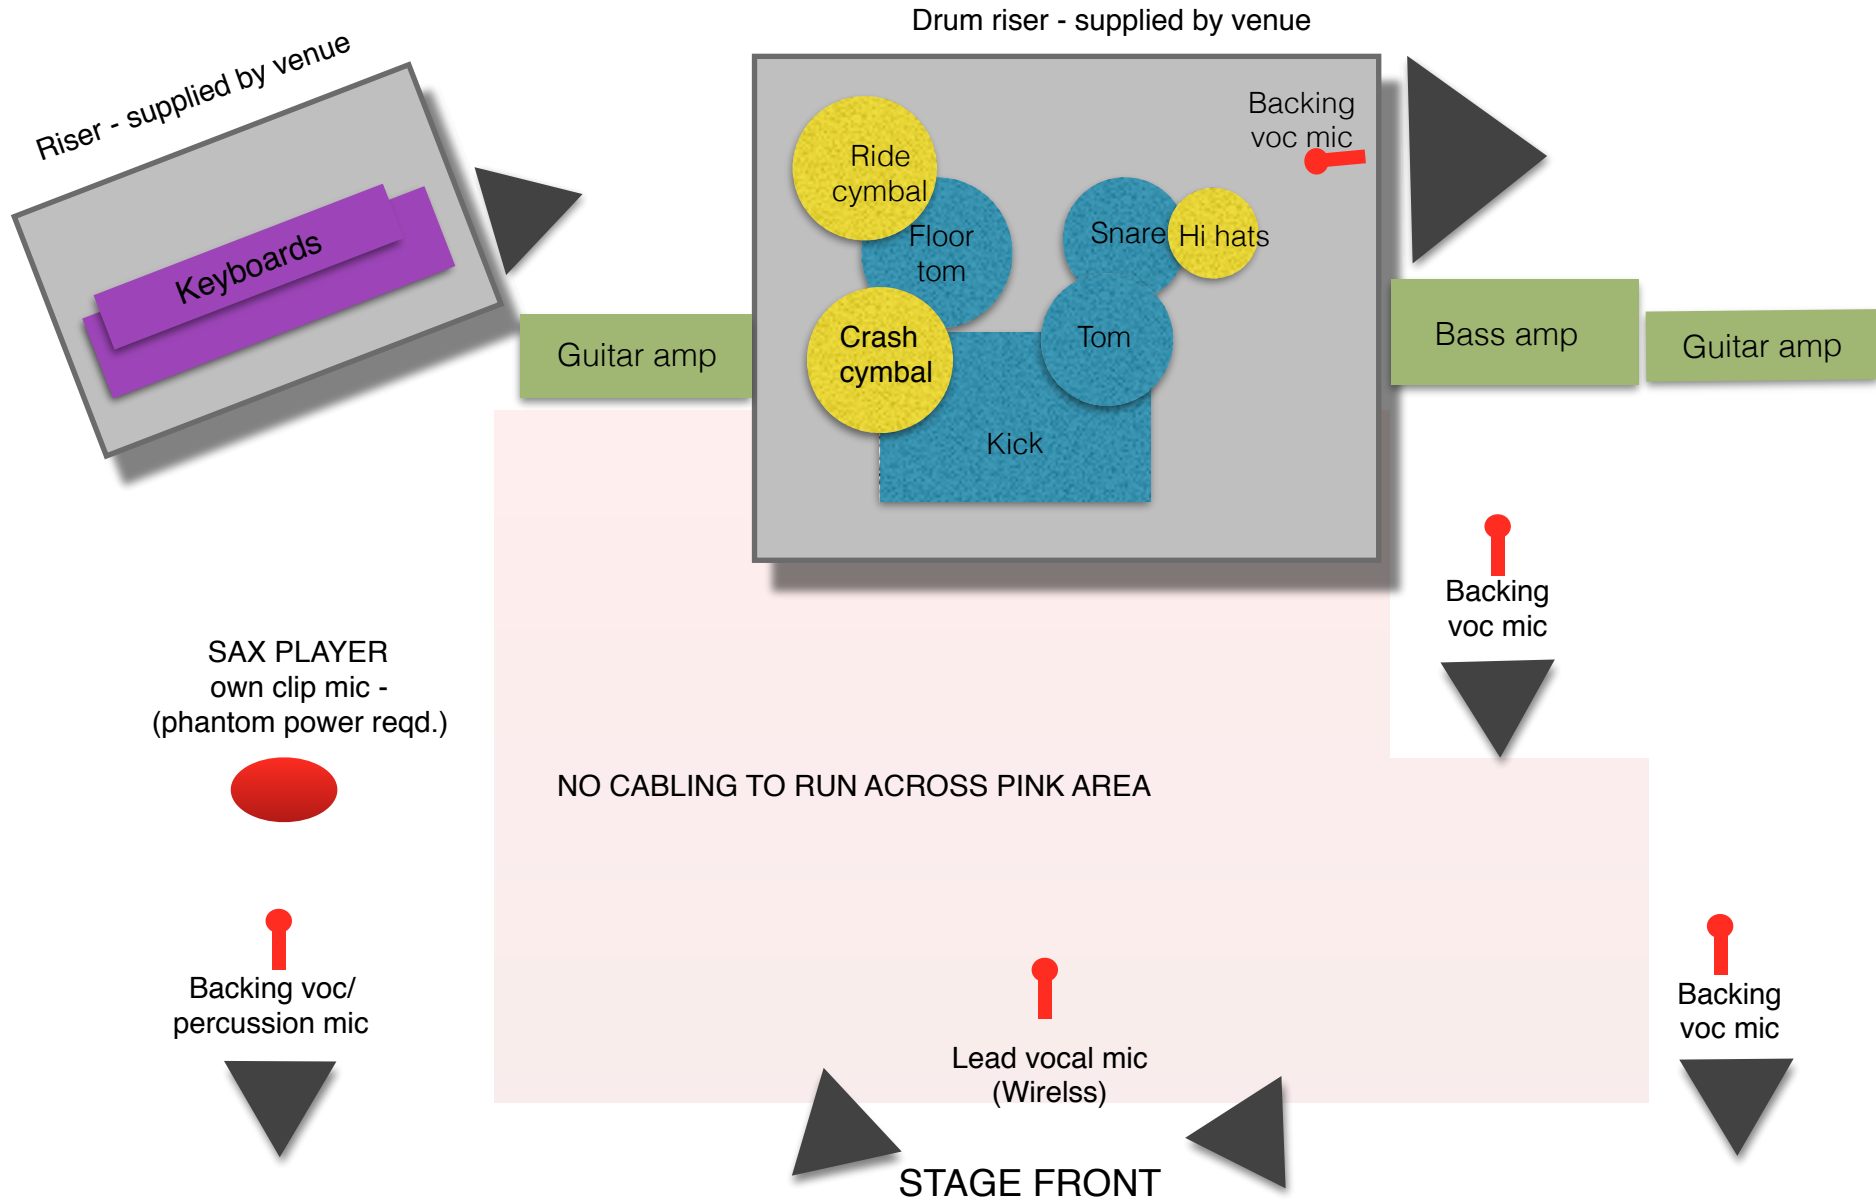 Drum riser - supplied by venue
Riser - supplied by venue
Backing
voc mic
Ride
cymbal
Floor
tom
Snare
Hi hats
Keyboards
Guitar amp
Crash
cymbal
Tom
Bass amp
Guitar amp
Kick
Backing
voc mic
SAX PLAYER
own clip mic -
(phantom power reqd.)
NO CABLING TO RUN ACROSS PINK AREA
Backing voc/
percussion mic
Lead vocal mic
(Wirelss)
Backing
voc mic
STAGE FRONT